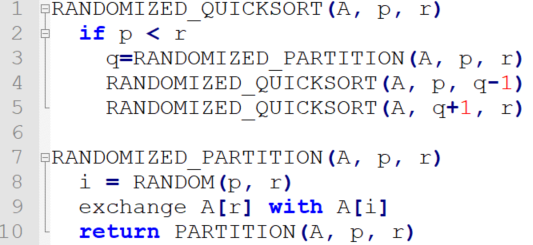 1 RANDOMIZED_QUICKSORT(A, p, r)
2 if p < r
3 q=RANDOMIZED_PARTITION(A, p, r)
4 RANDOMIZED_QUICKSORT(A, p, q-1)
5 RANDOMIZED_QUICKSORT(A, q+1, r)
6
7 RANDOMIZED_PARTITION(A, p, r)
8 i = RANDOM(p, r)
9 exchange A[r] with A[i]
10 return PARTITION(A, p, r)